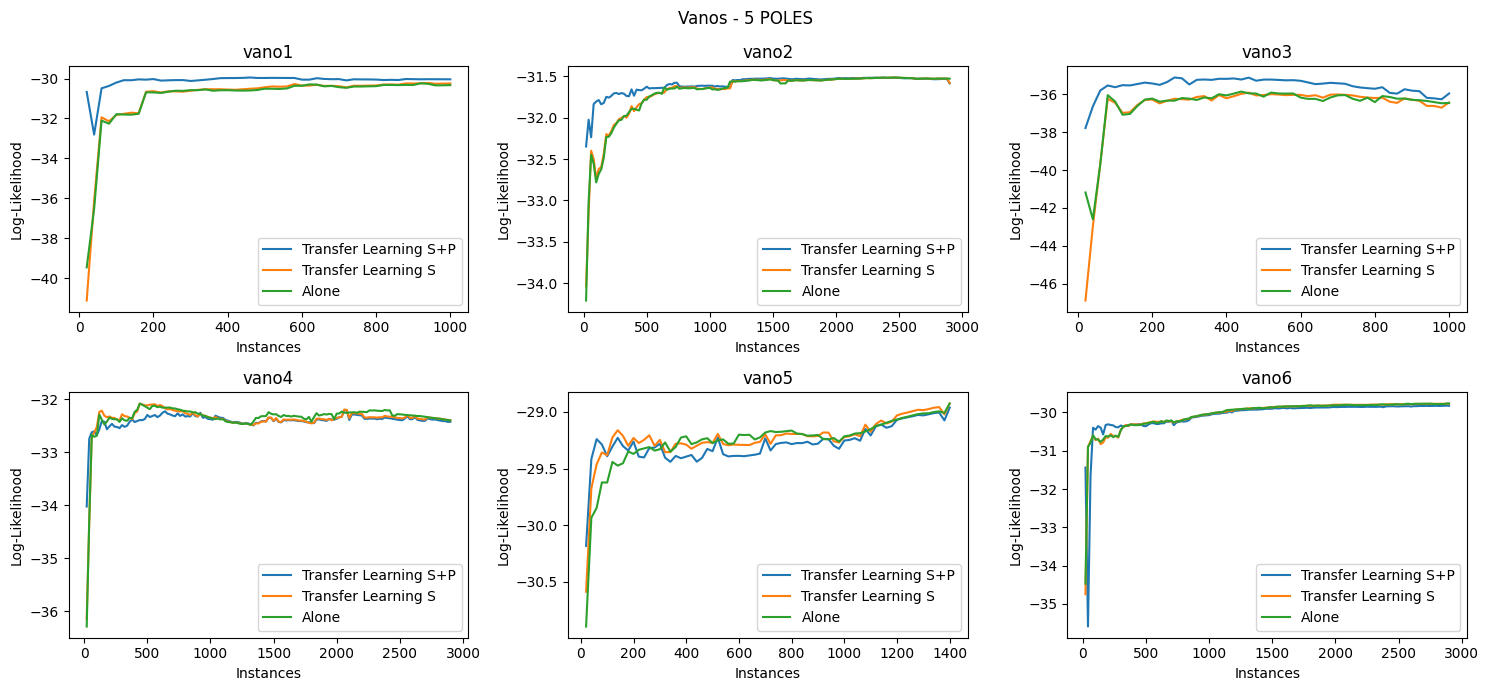 Vanos - 5 POLES
vano1
−30
−32
−34
−36
−38
−40
Log-Likelihood
0
200
400
600
800
1000
Instances
Transfer Learning S+P
Transfer Learning S
Alone
vano2
−31.5
−32.0
−32.5
−33.0
−33.5
−34.0
Log-Likelihood
0
500
1000
1500
2000
2500
3000
Instances
Transfer Learning S+P
Transfer Learning S
Alone
vano3
−36
−38
−40
−42
−44
−46
Log-Likelihood
0
200
400
600
800
1000
Instances
Transfer Learning S+P
Transfer Learning S
Alone
vano4
−32
−33
−34
−35
−36
Log-Likelihood
0
500
1000
1500
2000
2500
3000
Instances
Transfer Learning S+P
Transfer Learning S
Alone
vano5
−29.0
−29.5
−30.0
−30.5
Log-Likelihood
0
200
400
600
800
1000
1200
1400
Instances
Transfer Learning S+P
Transfer Learning S
Alone
vano6
−30
−31
−32
−33
−34
−35
Log-Likelihood
0
500
1000
1500
2000
2500
3000
Instances
Transfer Learning S+P
Transfer Learning S
Alone